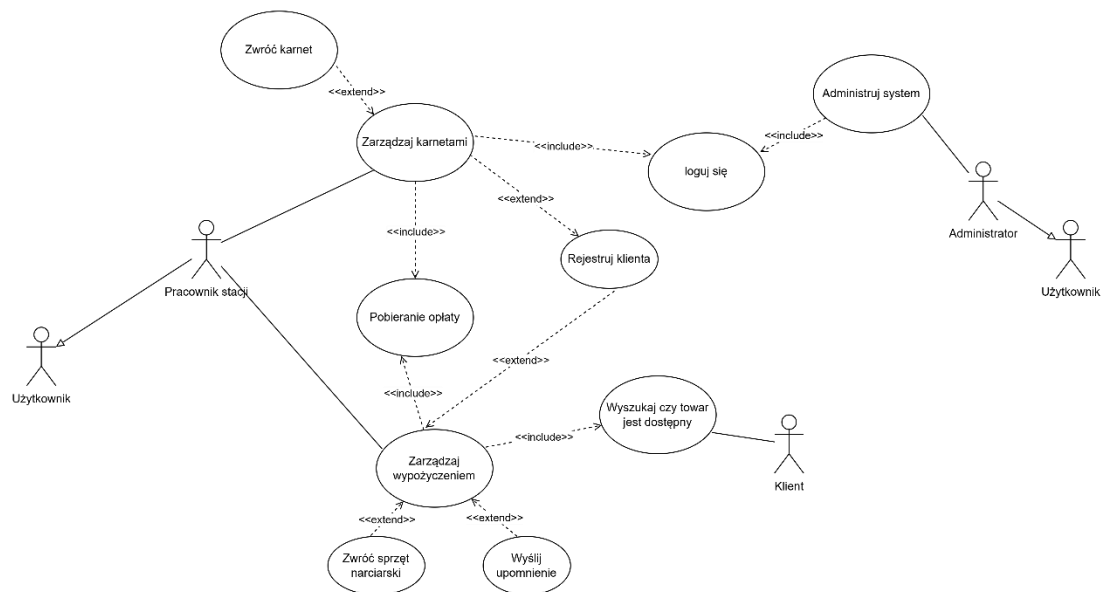 Zwróć karnet
<<extend>>
Administruj system
Zarządzaj karnetami
<<include>>
<<include>>
loguj się
<<extend>>
<<include>>
Rejestruj klienta
Administrator
Użytkownik
Pracownik stacji
Pobieranie opłaty
<<extend>>
Użytkownik
<<include>>
Wyszukaj czy towar
jest dostępny
<<include>>
Zarządzaj
wypożyczeniem
Klient
<<extend>>
<<extend>>
Zwróć sprzęt
narciarski
Wyślij
upomnienie